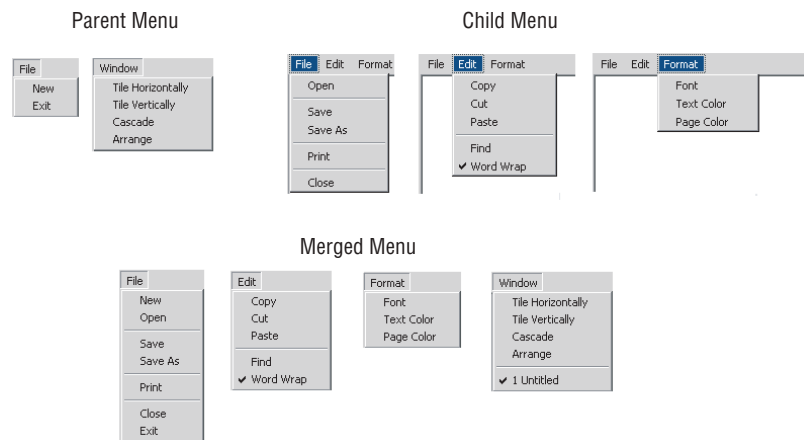 Parent Menu
Child Menu
File
New
Exit
Window
Tile Horizontally
Tile Vertically
Cascade
Arrange
File Edit Format
Open
Save
Save As
Print
Close
File Edit Format
Copy
Cut
Paste
Find
✔ Word Wrap
File Edit Format
Font
Text Color
Page Color
Merged Menu
File
New
Open
Save
Save As
Print
Close
Exit
Edit
Copy
Cut
Paste
Find
✔ Word Wrap
Format
Font
Text Color
Page Color
Window
Tile Horizontally
Tile Vertically
Cascade
Arrange
✔ 1 Untitled